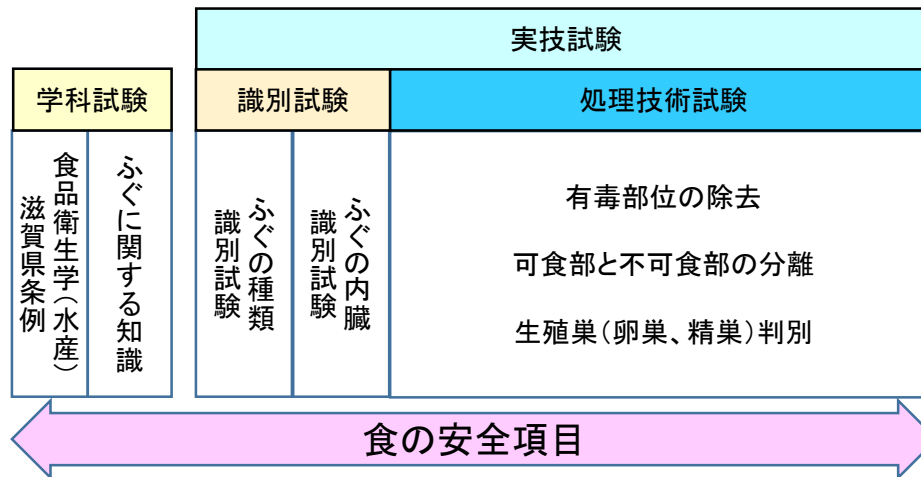 実技試験
学科試験
識別試験
処理技術試験
食品衛生学(水産)
滋賀県条例
ふぐに関する知識
ふぐの種類
識別試験
ふぐの内臓
識別試験
有毒部位の除去
可食部と不可食部の分離
生殖巣(卵巣、精巣)判別
食の安全項目